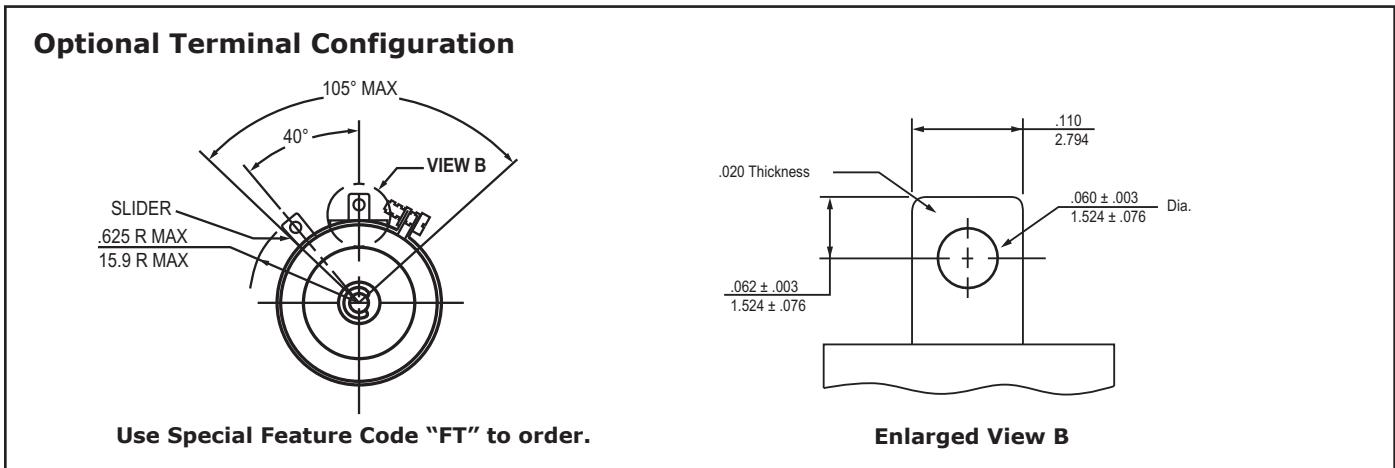 Optional Terminal Configuration
105° MAX
40°
VIEW B
SLIDER
.625 R MAX
15.9 R MAX
Use Special Feature Code “FT” to order.
.110
2.794
.020 Thickness
.060 ± .003
1.524 ± .076
Dia.
.062 ± .003
1.524 ± .076
Enlarged View B